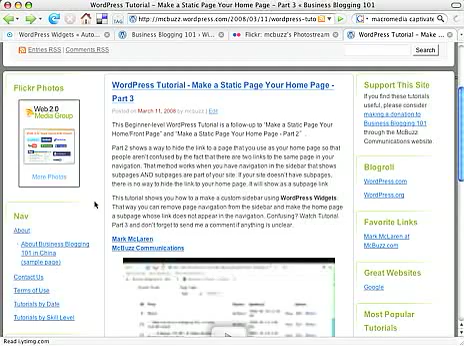 WordPress Tutorial - Make a Static Page Your Home Page - Part 3 « Business Blogging 101
http://mcbuzz.wordpress.com/2008/03/11/wordpress-tuto
macromedia captivate
WordPress Widgets « Automatti...
Business Blogging 101 › Wi...
Flickr: mcbuzz's Photostream
WordPress Tutorial - Mak...
Entries RSS | Comments RSS
Search
Flickr Photos
Web 2.0
Media Group
More Photos
Nav
About
About Business Blogging
101 in China
(sample page)
Contact Us
Terms of Use
Tutorials by Date
Tutorials by Skill Level
WordPress Tutorial - Make a Static Page Your Home Page -
Part 3
Posted on March 11, 2008 by mcbuzz | Edit
This Beginner-level WordPress Tutorial is a follow-up to "Make a Static Page Your
Home/Front Page" and "Make a Static Page Your Home Page - Part 2" .
Part 2 shows a way to hide the link to a page that you use as your home page so that
people aren't confused by the fact that there are two links to the same page in your
navigation. That method works when you have navigation in the sidebar that shows
subpages AND subpages are part of your site. If your site doesn't have subpages,
there is no way to hide the link to your home page. It will show as a subpage link
This tutorial shows you how to make a custom sidebar using WordPress Widgets.
That way you can remove page navigation from the sidebar and make the home page
a subpage whose link does not appear in the navigation. Confusing? Watch Tutorial
Part 3 and don't forget to send me a comment if anything is unclear.
Mark McLaren
McBuzz Communications
Support This Site
If you find these tutorials
useful, please consider
making a donation to
Business Blogging 101
through the McBuzz
Communications website
Blogroll
WordPress.com
WordPress.org
Favorite Links
Mark McLaren at
McBuzz.com
Great Websites
Google
Most Popular
Tutorials
Read i.ytimg.com